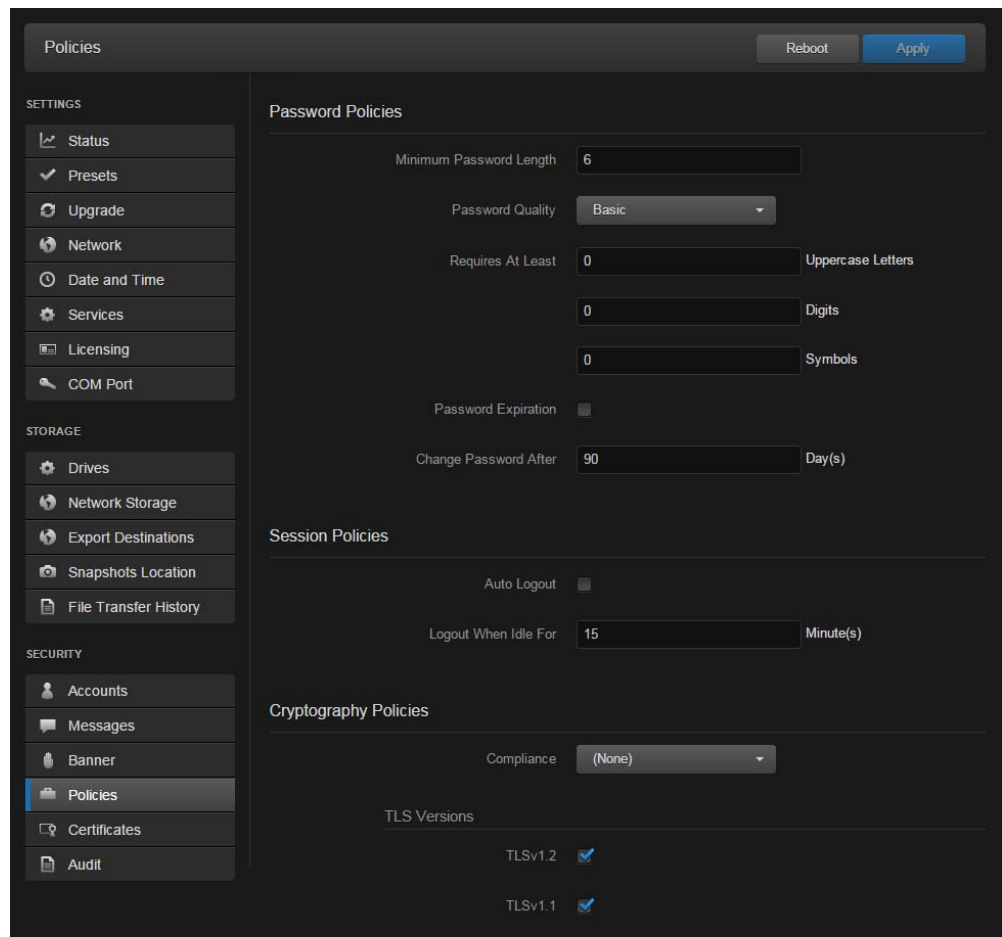 Policies
Reboot
Apply
SETTINGS
Status
Presets
Upgrade
Network
Date and Time
Services
Licensing
COM Port
STORAGE
Drives
Network Storage
Export Destinations
Snapshots Location
File Transfer History
SECURITY
Accounts
Messages
Banner
Policies
Certificates
Audit
Password Policies
Minimum Password Length 6
Password Quality Basic
Requires At Least 0 Uppercase Letters
0 Digits
0 Symbols
Password Expiration
Change Password After 90 Day(s)
Session Policies
Auto Logout
Logout When Idle For 15 Minute(s)
Cryptography Policies
Compliance (None)
TLS Versions
TLSv1.2
TLSv1.1